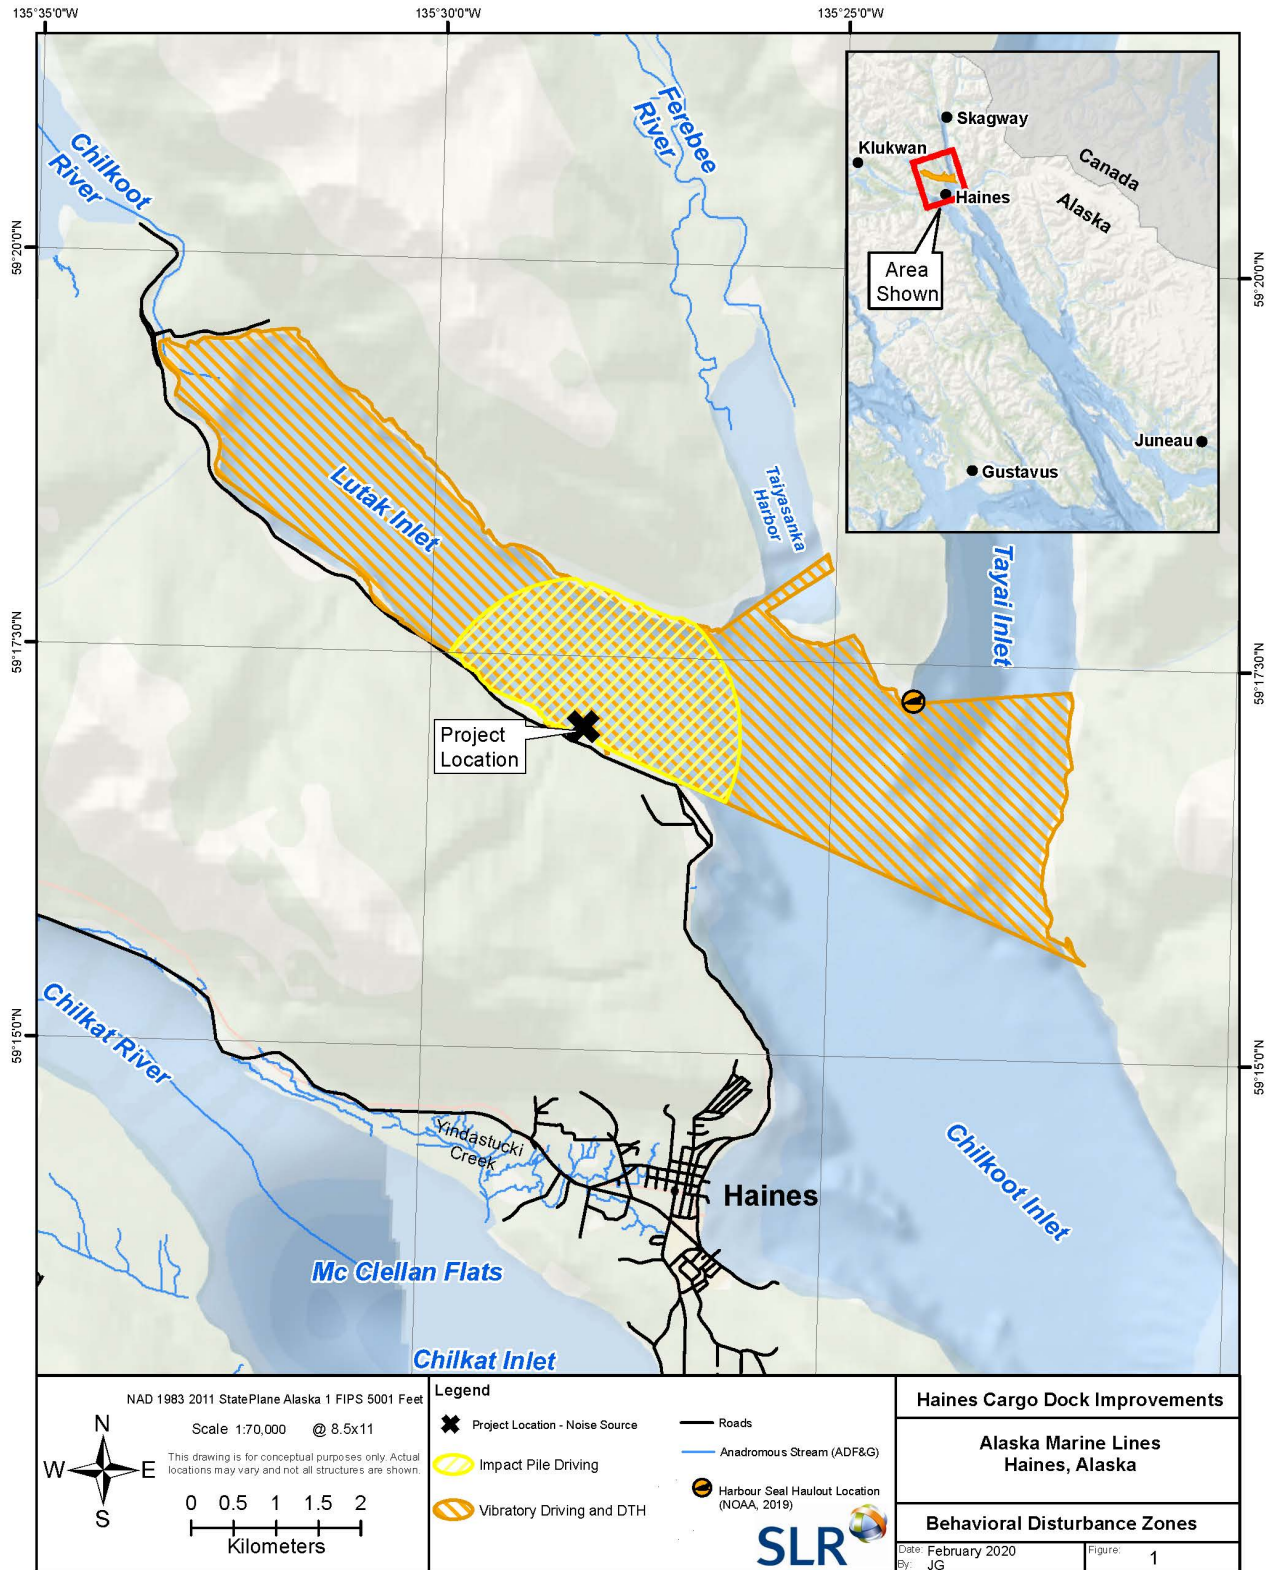 135°35'0"W
135°30'0"W
135°25'0"W
59°20'0"N
59°17'30"N
59°15'0"N
59°20'0"N
59°17'30"N
59°15'0"N
Chilkoot
River
Ferebee
River
Skagway
Klukwan
Haines
Canada
Alaska
Area
Shown
Juneau
Gustavus
Lutak Inlet
Taiyasanka
Harbor
Tayai Inlet
Project
Location
Chilkat River
Yindastucki
Creek
Haines
Chilkoot Inlet
Mc Clellan Flats
Chilkat Inlet
NAD 1983 2011 StatePlane Alaska 1 FIPS 5001 Feet
Scale 1:70,000 @ 8.5x11
This drawing is for conceptual purposes only. Actual
locations may vary and not all structures are shown.
N
W
E
S
0 0.5 1 1.5 2
Kilometers
Legend
Project Location - Noise Source
Impact Pile Driving
Vibratory Driving and DTH
Roads
Anadromous Stream (ADF&G)
Harbour Seal Haulout Location
(NOAA, 2019)
SLR
Haines Cargo Dock Improvements
Alaska Marine Lines
Haines, Alaska
Behavioral Disturbance Zones
Date: February 2020
By: JG
Figure: 1